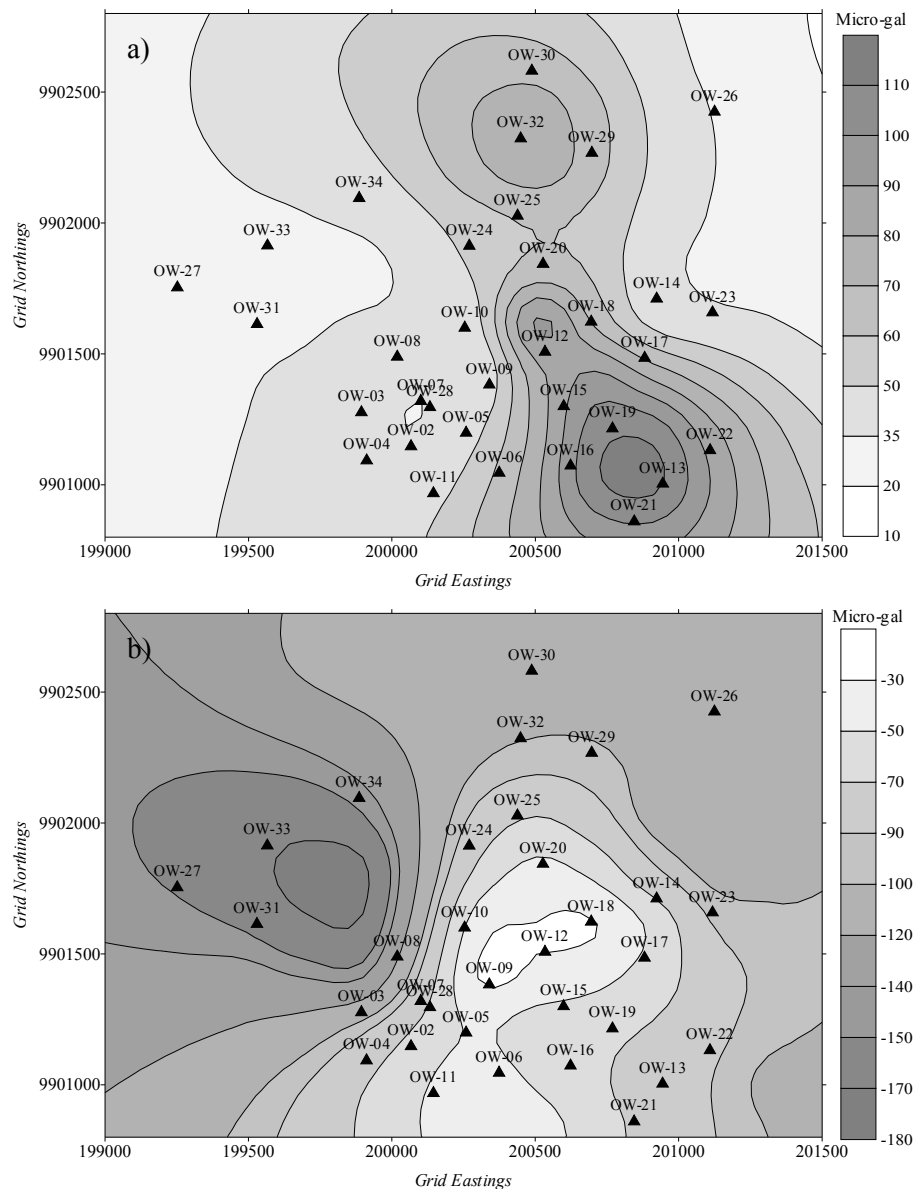 Micro-gal
a)
OW-30
OW-26
OW-32
OW-29
OW-34
OW-25
OW-33
OW-24
OW-20
OW-27
OW-14
OW-23
OW-31
OW-10
OW-18
OW-12
OW-17
OW-08
OW-09
OW-07
OW-28
OW-15
OW-03
OW-19
OW-05
OW-02
OW-22
OW-04
OW-16
OW-06
OW-13
OW-11
OW-21
9902500
9902000
9901500
9901000
Grid Northings
199000 199500 200000 200500 201000 201500
Grid Eastings
110
100
90
80
70
60
50
35
20
10
Micro-gal
b)
OW-30
OW-26
OW-32
OW-29
OW-34
OW-25
OW-33
OW-24
OW-20
OW-27
OW-14
OW-23
OW-31
OW-10
OW-18
OW-12
OW-17
OW-08
OW-09
OW-07
OW-28
OW-15
OW-03
OW-19
OW-05
OW-02
OW-22
OW-04
OW-16
OW-06
OW-13
OW-11
OW-21
9902500
9902000
9901500
9901000
Grid Northings
199000 199500 200000 200500 201000 201500
Grid Eastings
-30
-50
-70
-90
-100
-120
-140
-150
-170
-180